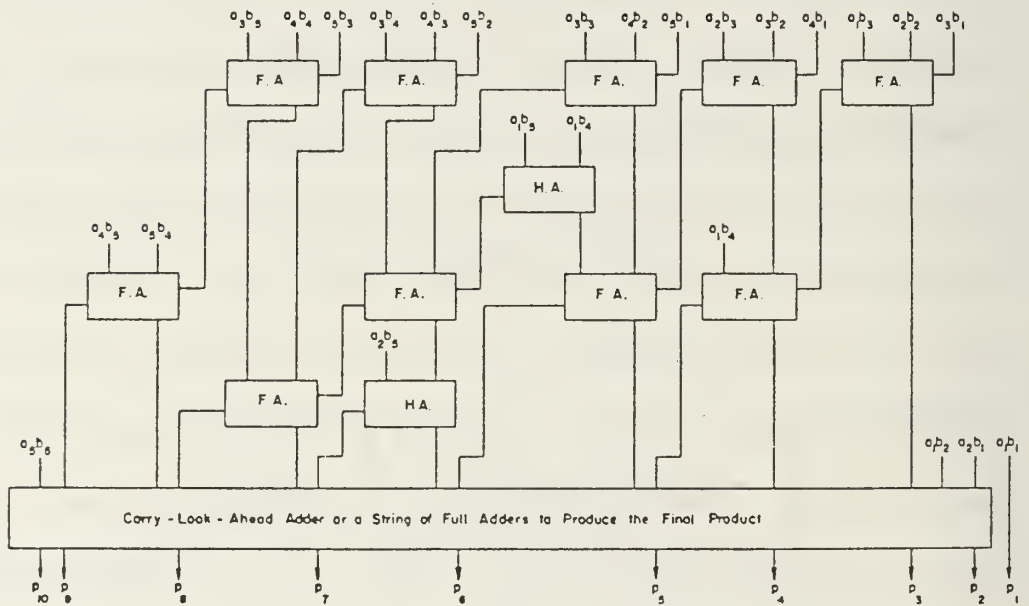 a₃b₅ a₄b₄ a₅b₃ a₃b₄ a₄b₃ a₅b₂ a₃b₃ a₄b₂ a₅b₁ a₂b₃ a₃b₂ a₄b₁ a₁b₃ a₂b₂ a₃b₁
F. A. F. A. F. A. F. A. F. A.
a₁b₅ a₁b₄
H. A.
a₄b₅ a₅b₄ a₁b₄
F. A. F. A. F. A. F. A.
a₂b₅
F. A. H A.
a₅b₅ a₁b₂ a₂b₁ a₁b₁
Carry - Look - Ahead Adder or a String of Full Adders to Produce the Final Product
P₁₀ P₉ P₈ P₇ P₆ P₅ P₄ P₃ P₂ P₁